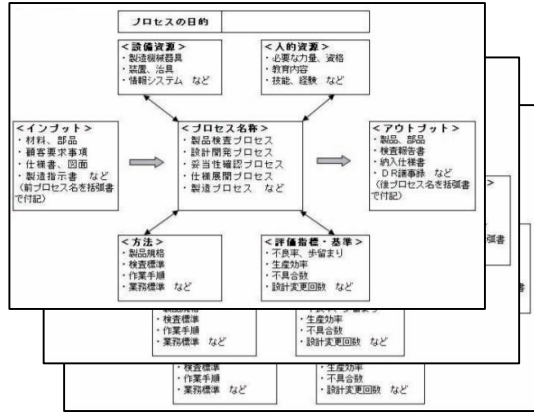 プロセスの目的
＜設備資源＞
・製造機械器具
・装置、治具
・情報システム など
＜人的資源＞
・必要な力量、資格
・教育内容
・技能、経験 など
＜インプット＞
・材料、部品
・顧客要求事項
・仕様書、図面
・製造指示書 など
（前プロセス名を括弧書
で付記）
＜プロセス名称＞
・製品検査プロセス
・設計開発プロセス
・妥当性確認プロセス
・仕様展開プロセス
・製造プロセス など
＜アウトプット＞
・製品、部品
・検査報告書
・納入仕様書
・ＤＲ議事録 など
（後プロセス名を括弧書
で付記）
＜方法＞
・製品規格
・検査標準
・作業手順
・業務標準 など
＜評価指標・基準＞
・不良率、歩留まり
・生産効率
・不具合数
・設計変更回数 など
＞
弧書
書
・製品規格
・検査標準
・作業手順
・業務標準 など
・不良率、歩留まり
・生産効率
・不具合数
・設計変更回数 など
・検査標準
・作業手順
・業務標準 など
・生産効率
・不具合数
・設計変更回数 など